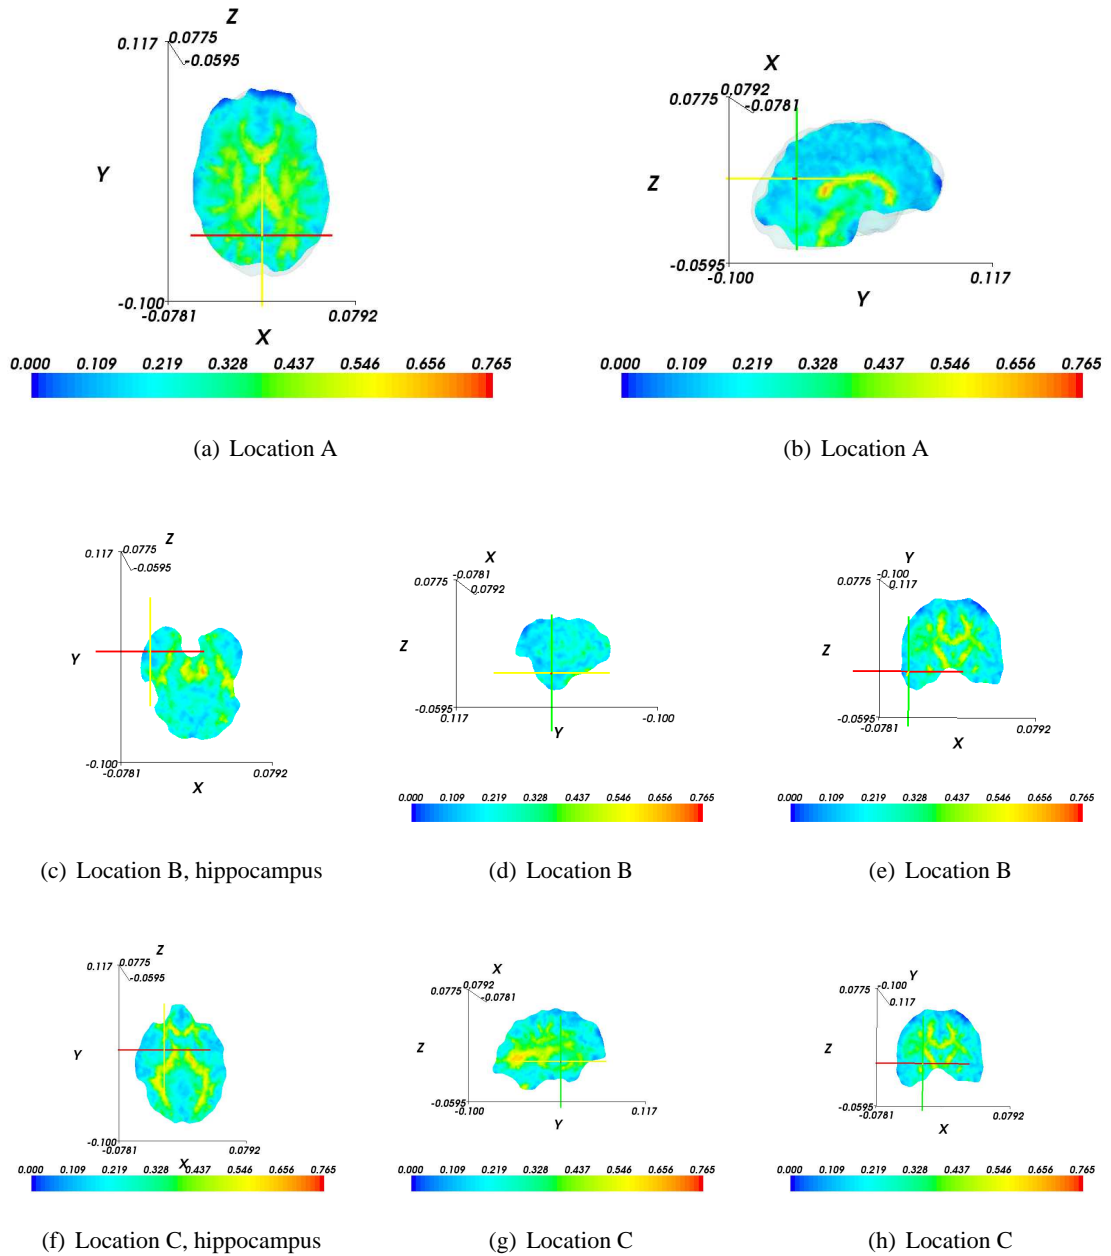 Z
0.117 0.0775
-0.0595
Y
-0.100
-0.0781 0.0792
X
0.000 0.109 0.219 0.328 0.437 0.546 0.656 0.765
(a) Location A
X
0.0775 0.0792
-0.0781
Z
-0.0595
-0.100 0.117
Y
0.000 0.109 0.219 0.328 0.437 0.546 0.656 0.765
(b) Location A
Z
0.117 0.0775
-0.0595
Y
-0.100
-0.0781 0.0792
X
(c) Location B, hippocampus
X
0.0775 -0.0781
0.0792
Z
-0.0595
0.117 -0.100
Y
0.000 0.109 0.219 0.328 0.437 0.546 0.656 0.765
(d) Location B
Y
0.0775 -0.100
0.117
Z
-0.0595
-0.0781 0.0792
X
0.000 0.109 0.219 0.328 0.437 0.546 0.656 0.765
(e) Location B
Z
0.117 0.0775
-0.0595
Y
-0.100
-0.0781 0.0792
X
0.000 0.109 0.219 0.328 0.437 0.546 0.656 0.765
(f) Location C, hippocampus
X
0.0775 0.0792
-0.0781
Z
-0.0595
-0.100 0.117
Y
0.000 0.109 0.219 0.328 0.437 0.546 0.656 0.765
(g) Location C
Y
0.0775 -0.100
0.117
Z
-0.0595
-0.0781 0.0792
X
0.000 0.109 0.219 0.328 0.437 0.546 0.656 0.765
(h) Location C